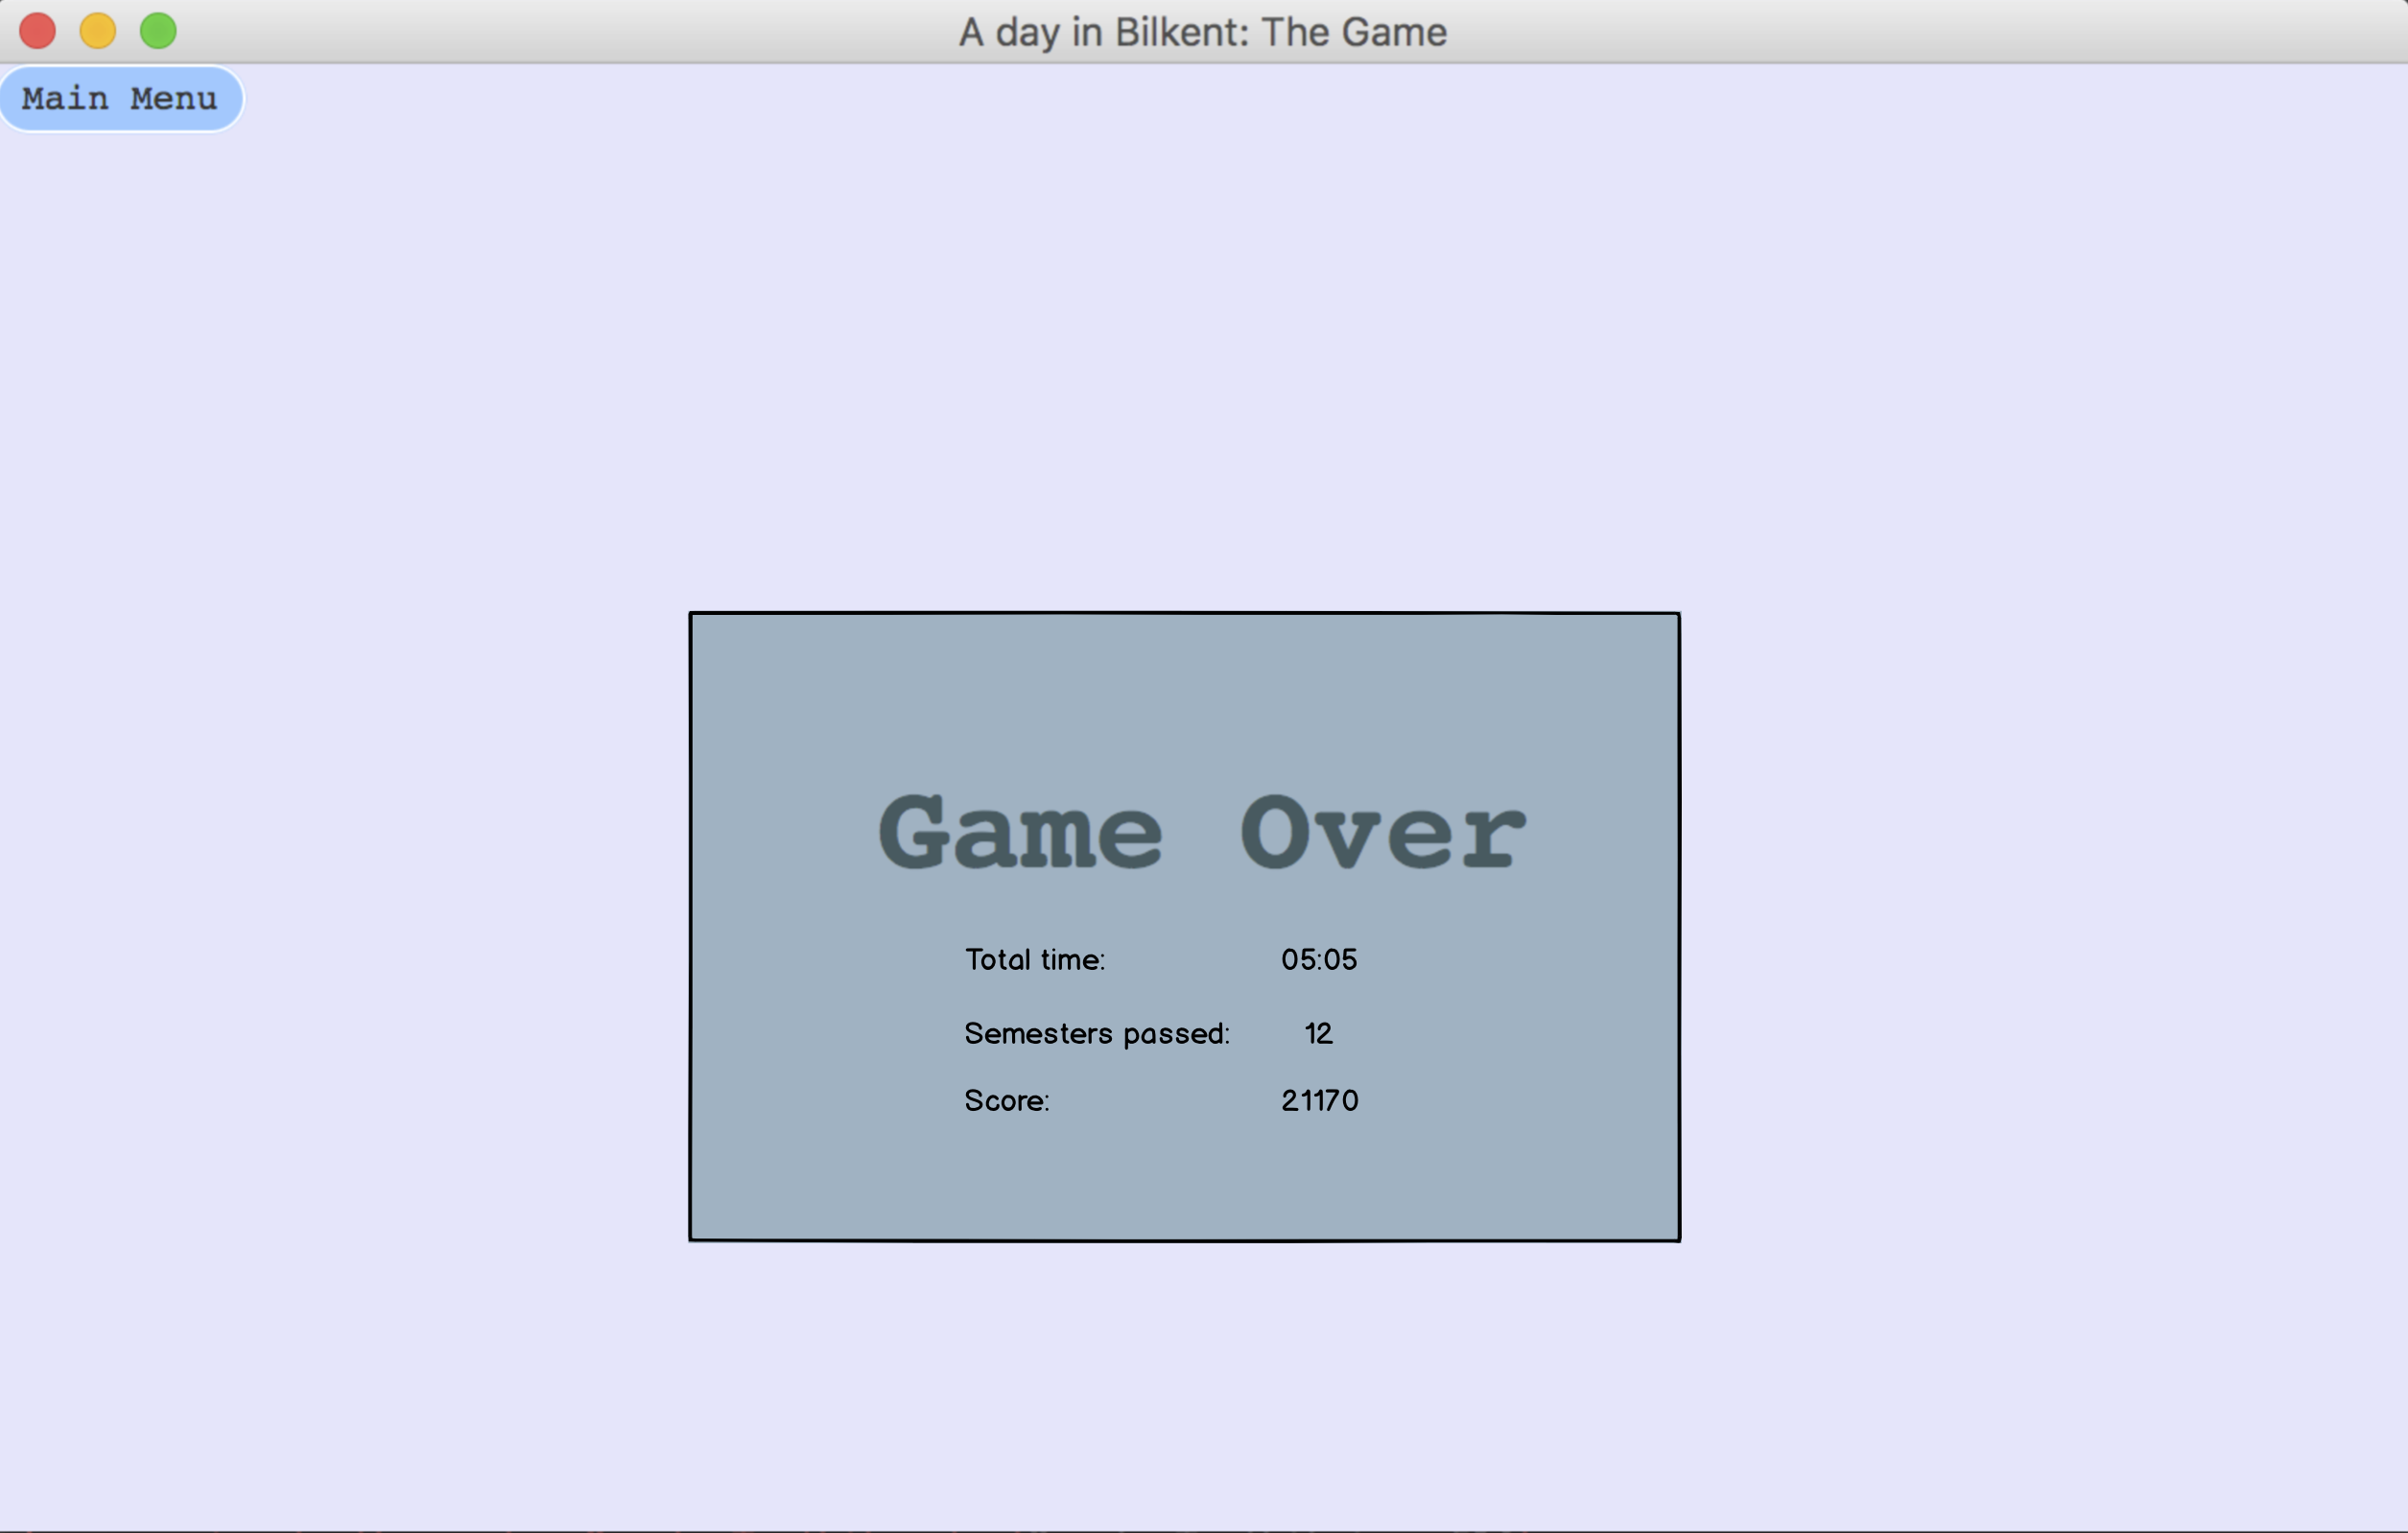 A day in Bilkent: The Game
Main Menu
Game Over
Total time: 05:05
Semesters passed: 12
Score: 21170